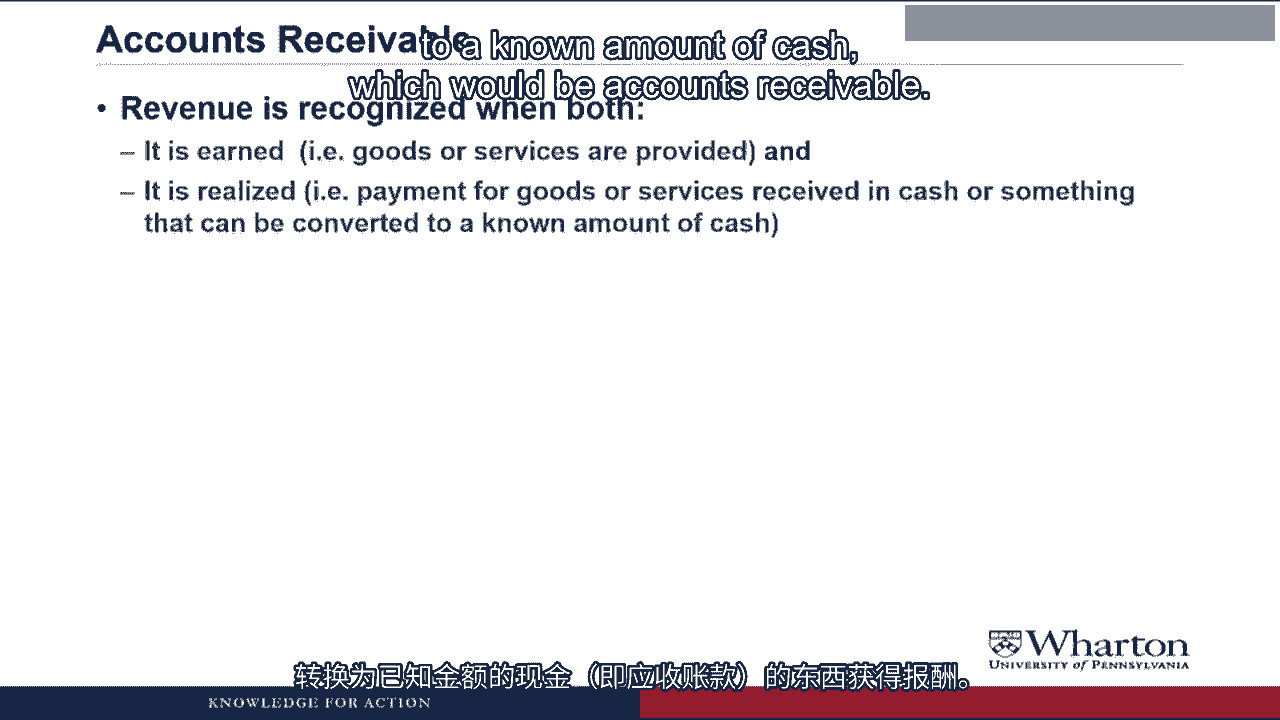 Accounts Receivable
to a known amount of cash,
which would be accounts receivable.
• Revenue is recognized when both:
– It is earned (i.e. goods or services are provided) and
– It is realized (i.e. payment for goods or services received in cash or something
that can be converted to a known amount of cash)
Wharton
UNIVERSITY of PENNSYLVANIA
转换为已知金额的现金（即应收账款）的东西获得报酬。
KNOWLEDGE FOR ACTION